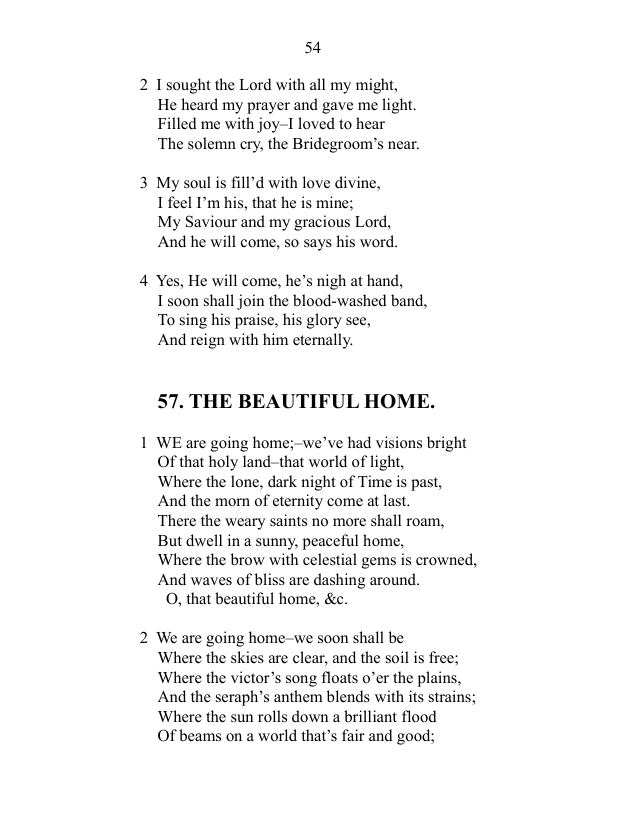 54
2 I sought the Lord with all my might,
He heard my prayer and gave me light.
Filled me with joy–I loved to hear
The solemn cry, the Bridegroom’s near.
3 My soul is fill’d with love divine,
I feel I’m his, that he is mine;
My Saviour and my gracious Lord,
And he will come, so says his word.
4 Yes, He will come, he’s nigh at hand,
I soon shall join the blood-washed band,
To sing his praise, his glory see,
And reign with him eternally.
57. THE BEAUTIFUL HOME.
1 WE are going home;–we’ve had visions bright
Of that holy land–that world of light,
Where the lone, dark night of Time is past,
And the morn of eternity come at last.
There the weary saints no more shall roam,
But dwell in a sunny, peaceful home,
Where the brow with celestial gems is crowned,
And waves of bliss are dashing around.
O, that beautiful home, &c.
2 We are going home–we soon shall be
Where the skies are clear, and the soil is free;
Where the victor’s song floats o’er the plains,
And the seraph’s anthem blends with its strains;
Where the sun rolls down a brilliant flood
Of beams on a world that’s fair and good;